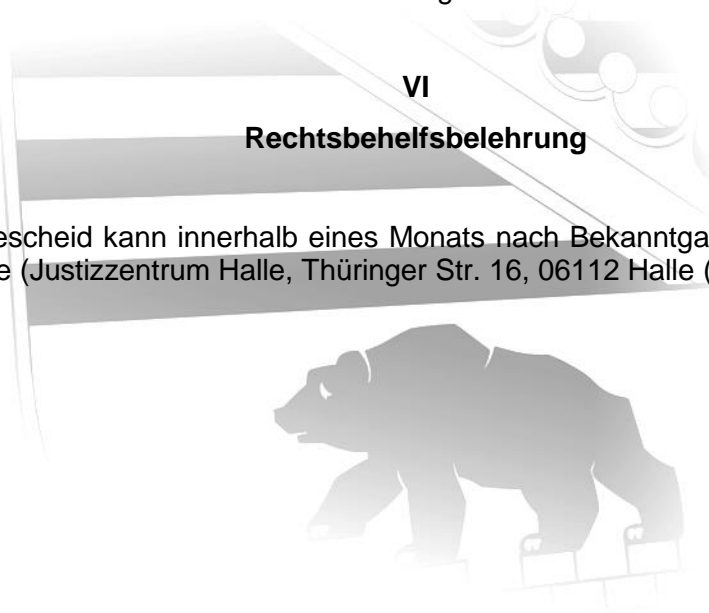 VI
Rechtsbehelfsbelehrung
escheid kann innerhalb eines Monats nach Bekanntga
e (Justizzentrum Halle, Thüringer Str. 16, 06112 Halle (